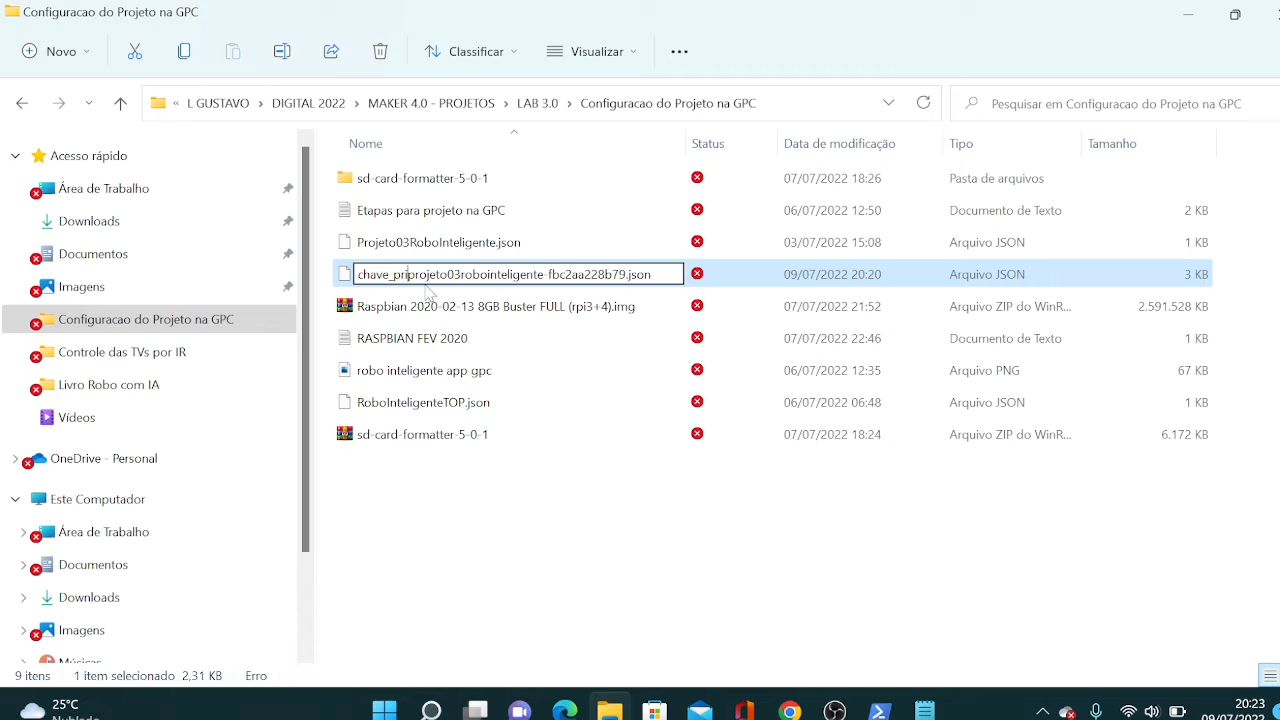 Configuracao do Projeto na GPC
Novo
Classificar
Visualizar
« L GUSTAVO > DIGITAL 2022 > MAKER 4.0 - PROJETOS > LAB 3.0 > Configuracao do Projeto na GPC
Pesquisar em Configuracao do Projeto na GPC
Nome Status Data de modificação Tipo Tamanho
Acesso rápido
Área de Trabalho
Downloads
Documentos
Imagens
Configuracao do Projeto na GPC
Controle das TVs por IR
Livro Robo com IA
Vídeos
OneDrive - Personal
Este Computador
Área de Trabalho
Documentos
Downloads
Imagens
Músicas
sd-card-formatter-5-0-1 07/07/2022 18:26 Pasta de arquivos
Etapas para projeto na GPC 06/07/2022 12:50 Documento de Texto 2 KB
Projeto03RoboInteligente.json 03/07/2022 15:08 Arquivo JSON 1 KB
chave_priprojeto03robointeligente-fbc2aa228b79.json 09/07/2022 20:20 Arquivo JSON 3 KB
Raspbian 2020-02-13 8GB Buster FULL (rpi3+4).img 07/07/2022 21:52 Arquivo ZIP do WinR... 2.591.528 KB
RASPBIAN FEV 2020 07/07/2022 22:46 Documento de Texto 1 KB
robo inteligente app gpc 06/07/2022 12:35 Arquivo PNG 67 KB
RoboInteligenteTOP.json 06/07/2022 06:48 Arquivo JSON 1 KB
sd-card-formatter-5-0-1 07/07/2022 18:24 Arquivo ZIP do WinR... 6.172 KB
9 itens 1 item selecionado 2,31 KB Erro
25°C
Nublado
20:23
09/07/2022